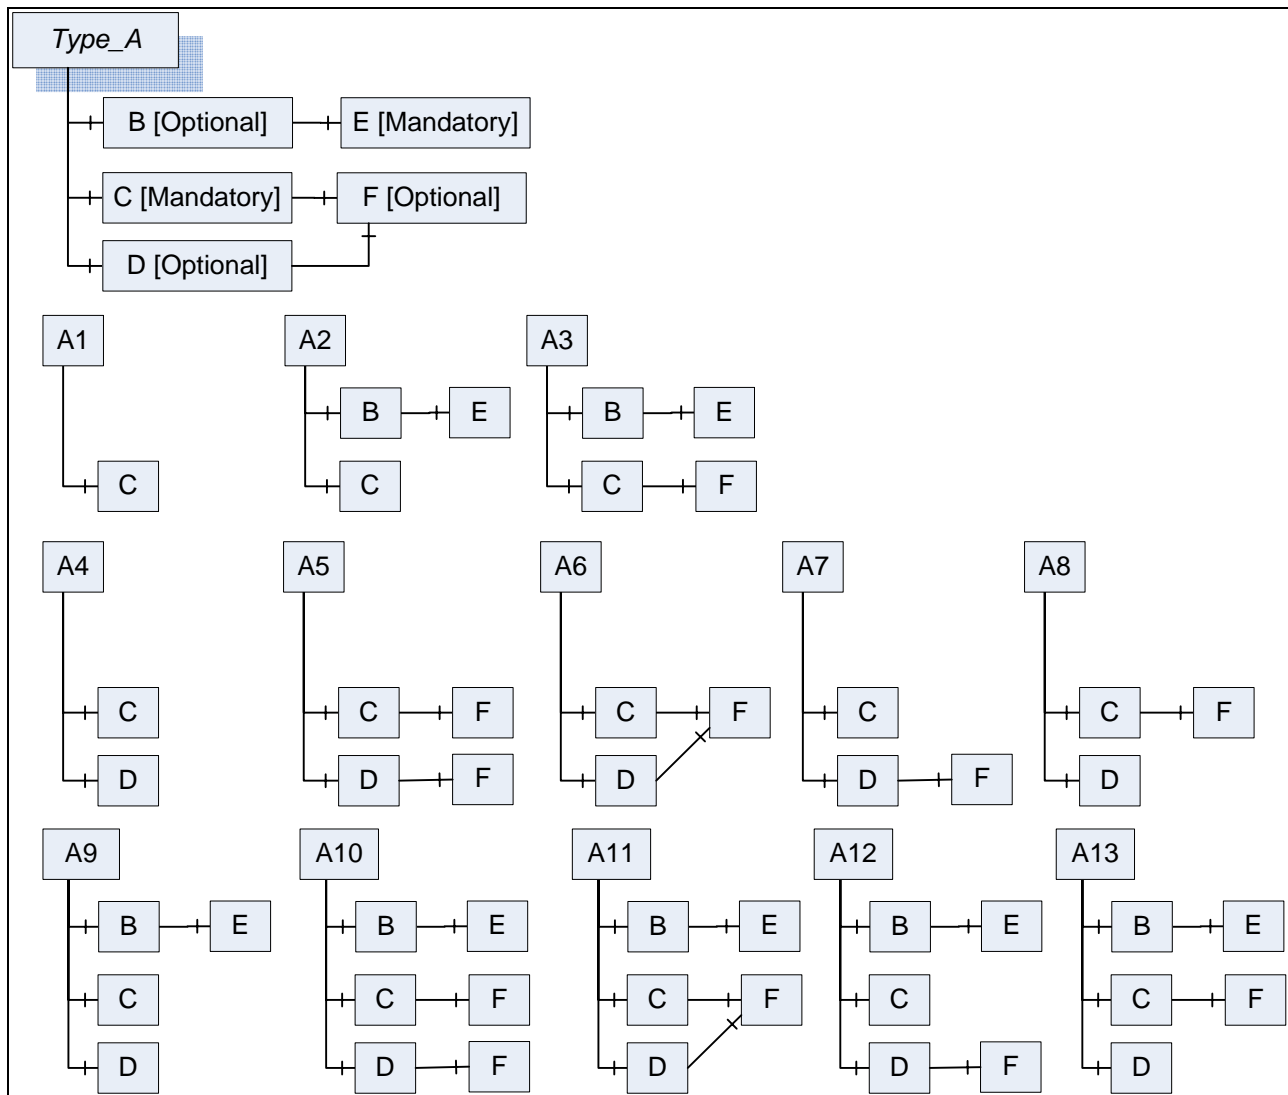 Type_A
B [Optional] E [Mandatory]
C [Mandatory] F [Optional]
D [Optional]
A1 A2 A3
B E B E
C C C F
A4 A5 A6 A7 A8
C C F C F C C F
D D F D D F D
A9 A10 A11 A12 A13
B E B E B E B E B E
C C F C F C C F
D D F D D F D